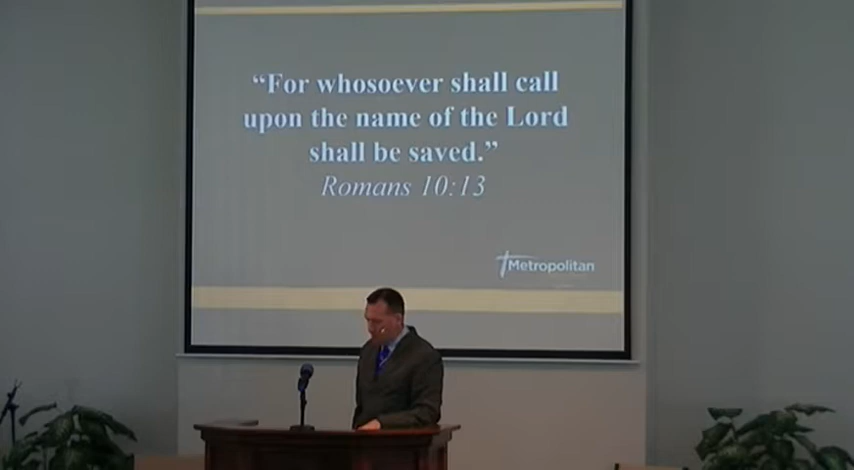 “For whosoever shall call
upon the name of the Lord
shall be saved.”
Romans 10:13
Metropolitan